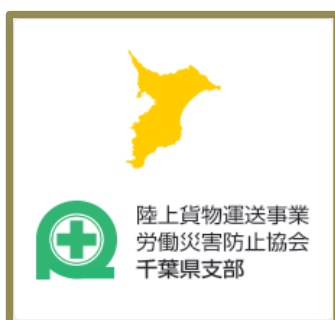 陸上貨物運送事業
労働災害防止協会
千葉県支部